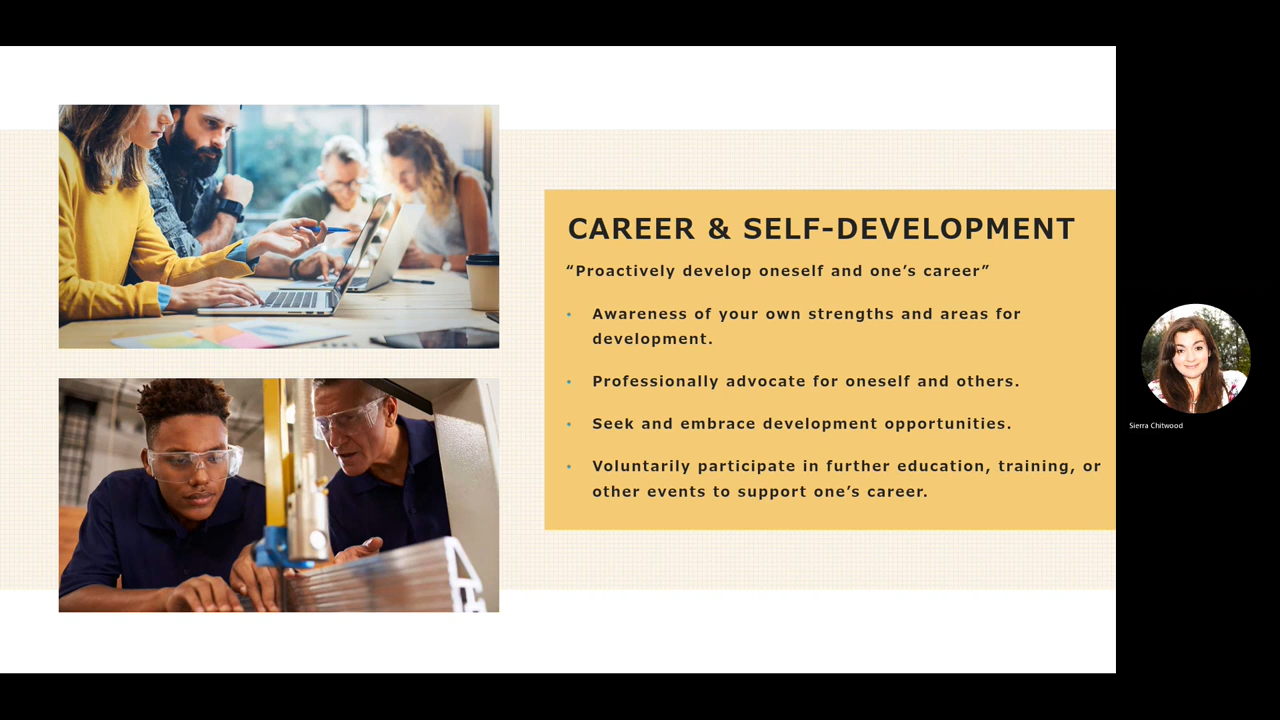 CAREER & SELF-DEVELOPMENT
“Proactively develop oneself and one’s career”
• Awareness of your own strengths and areas for
development.
• Professionally advocate for oneself and others.
• Seek and embrace development opportunities.
• Voluntarily participate in further education, training, or
other events to support one’s career.
Sierra Chitwood